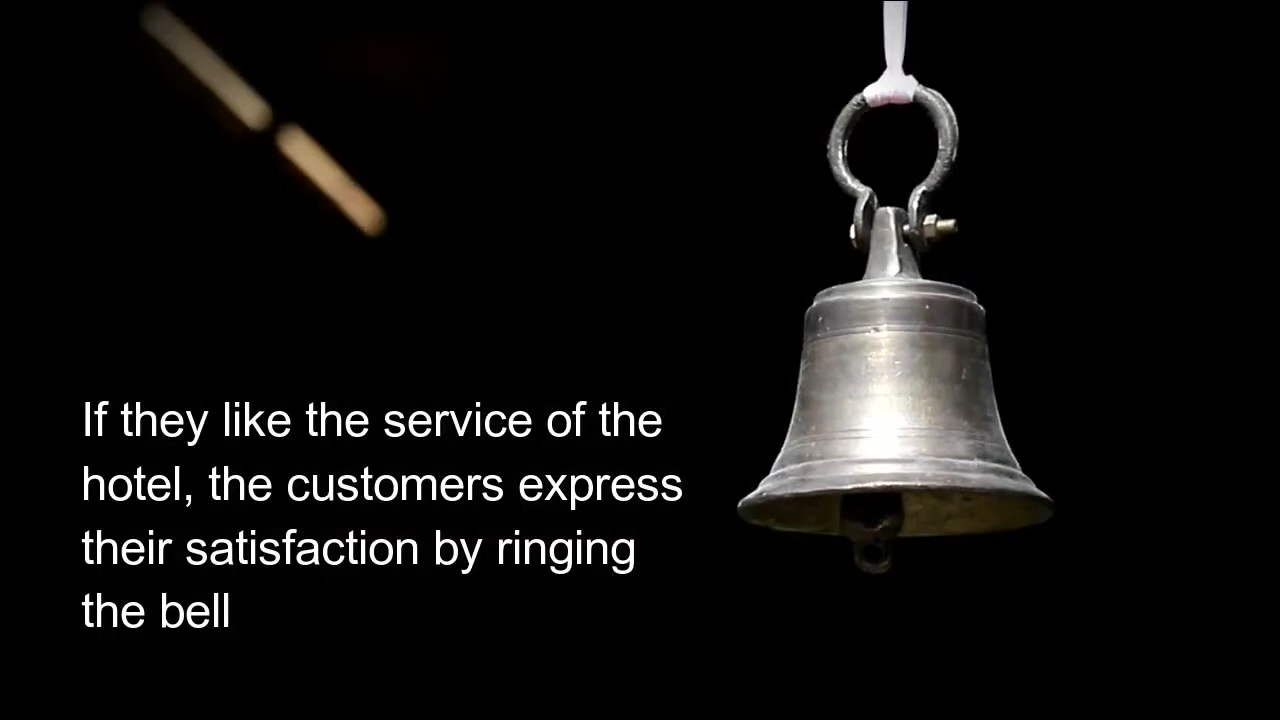 If they like the service of the
hotel, the customers express
their satisfaction by ringing
the bell